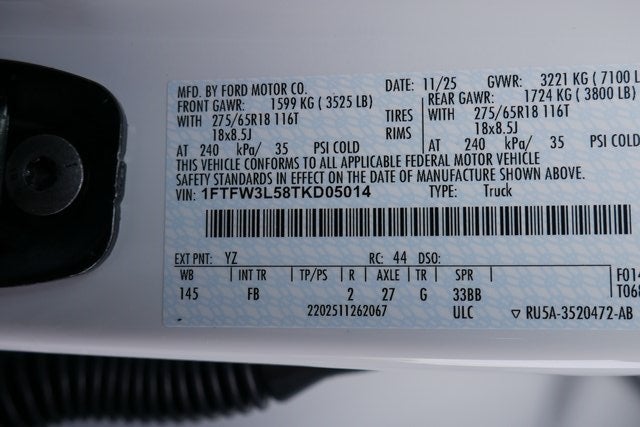 MFD. BY FORD MOTOR CO.
DATE: 11/25 GVWR: 3221 KG ( 7100 L
FRONT GAWR: 1599 KG ( 3525 LB)
REAR GAWR: 1724 KG ( 3800 LB)
WITH 275/65R18 116T TIRES WITH 275/65R18 116T
18x8.5J RIMS 18x8.5J
AT 240 kPa/ 35 PSI COLD AT 240 kPa/ 35 PSI COLD
THIS VEHICLE CONFORMS TO ALL APPLICABLE FEDERAL MOTOR VEHICLE
SAFETY STANDARDS IN EFFECT ON THE DATE OF MANUFACTURE SHOWN ABOVE.
VIN: 1FTFW3L58TKD05014 TYPE: Truck
EXT PNT: YZ RC: 44 DSO:
WB INT TR TP/PS R AXLE TR SPR
145 FB 2 27 G 33BB
F014
T068
2202511262067 ULC ▽ RU5A-3520472-AB